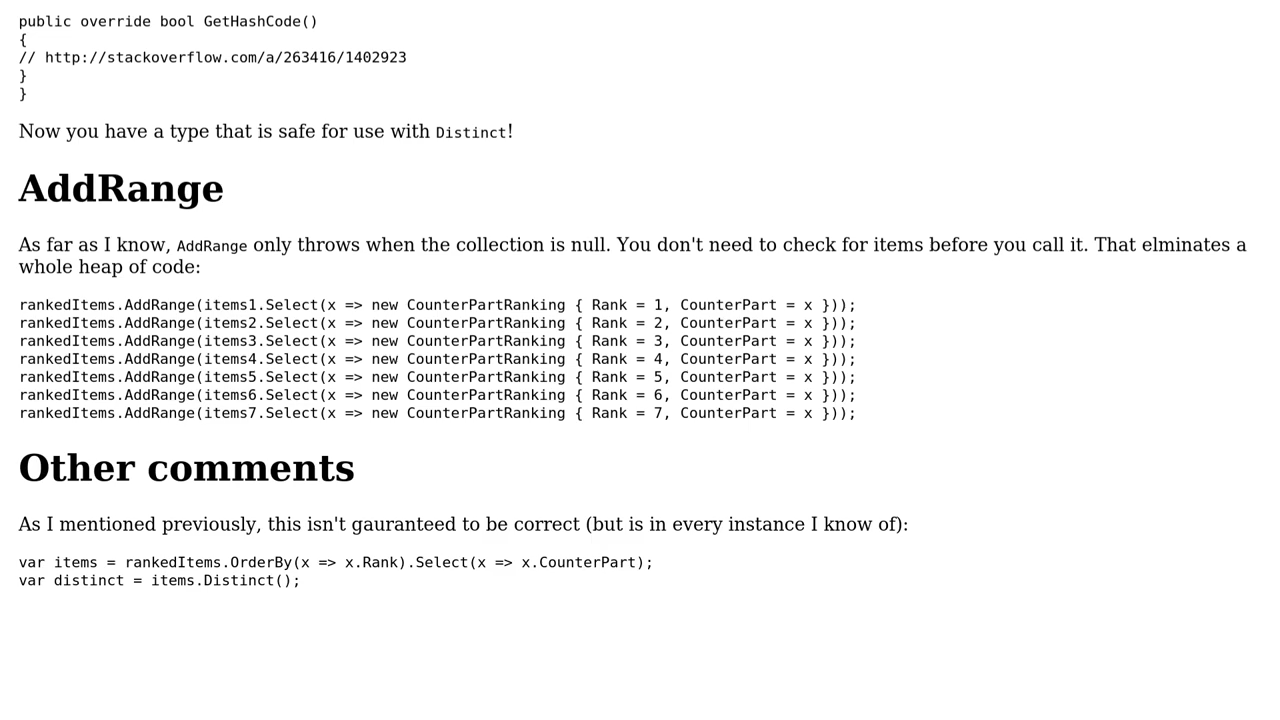 public override bool GetHashCode()
{
// http://stackoverflow.com/a/263416/1402923
}
}
Now you have a type that is safe for use with Distinct!
AddRange
As far as I know, AddRange only throws when the collection is null. You don't need to check for items before you call it. That elminates a
whole heap of code:
rankedItems.AddRange(items1.Select(x => new CounterPartRanking { Rank = 1, CounterPart = x }));
rankedItems.AddRange(items2.Select(x => new CounterPartRanking { Rank = 2, CounterPart = x }));
rankedItems.AddRange(items3.Select(x => new CounterPartRanking { Rank = 3, CounterPart = x }));
rankedItems.AddRange(items4.Select(x => new CounterPartRanking { Rank = 4, CounterPart = x }));
rankedItems.AddRange(items5.Select(x => new CounterPartRanking { Rank = 5, CounterPart = x }));
rankedItems.AddRange(items6.Select(x => new CounterPartRanking { Rank = 6, CounterPart = x }));
rankedItems.AddRange(items7.Select(x => new CounterPartRanking { Rank = 7, CounterPart = x }));
Other comments
As I mentioned previously, this isn't gauranteed to be correct (but is in every instance I know of):
var items = rankedItems.OrderBy(x => x.Rank).Select(x => x.CounterPart);
var distinct = items.Distinct();